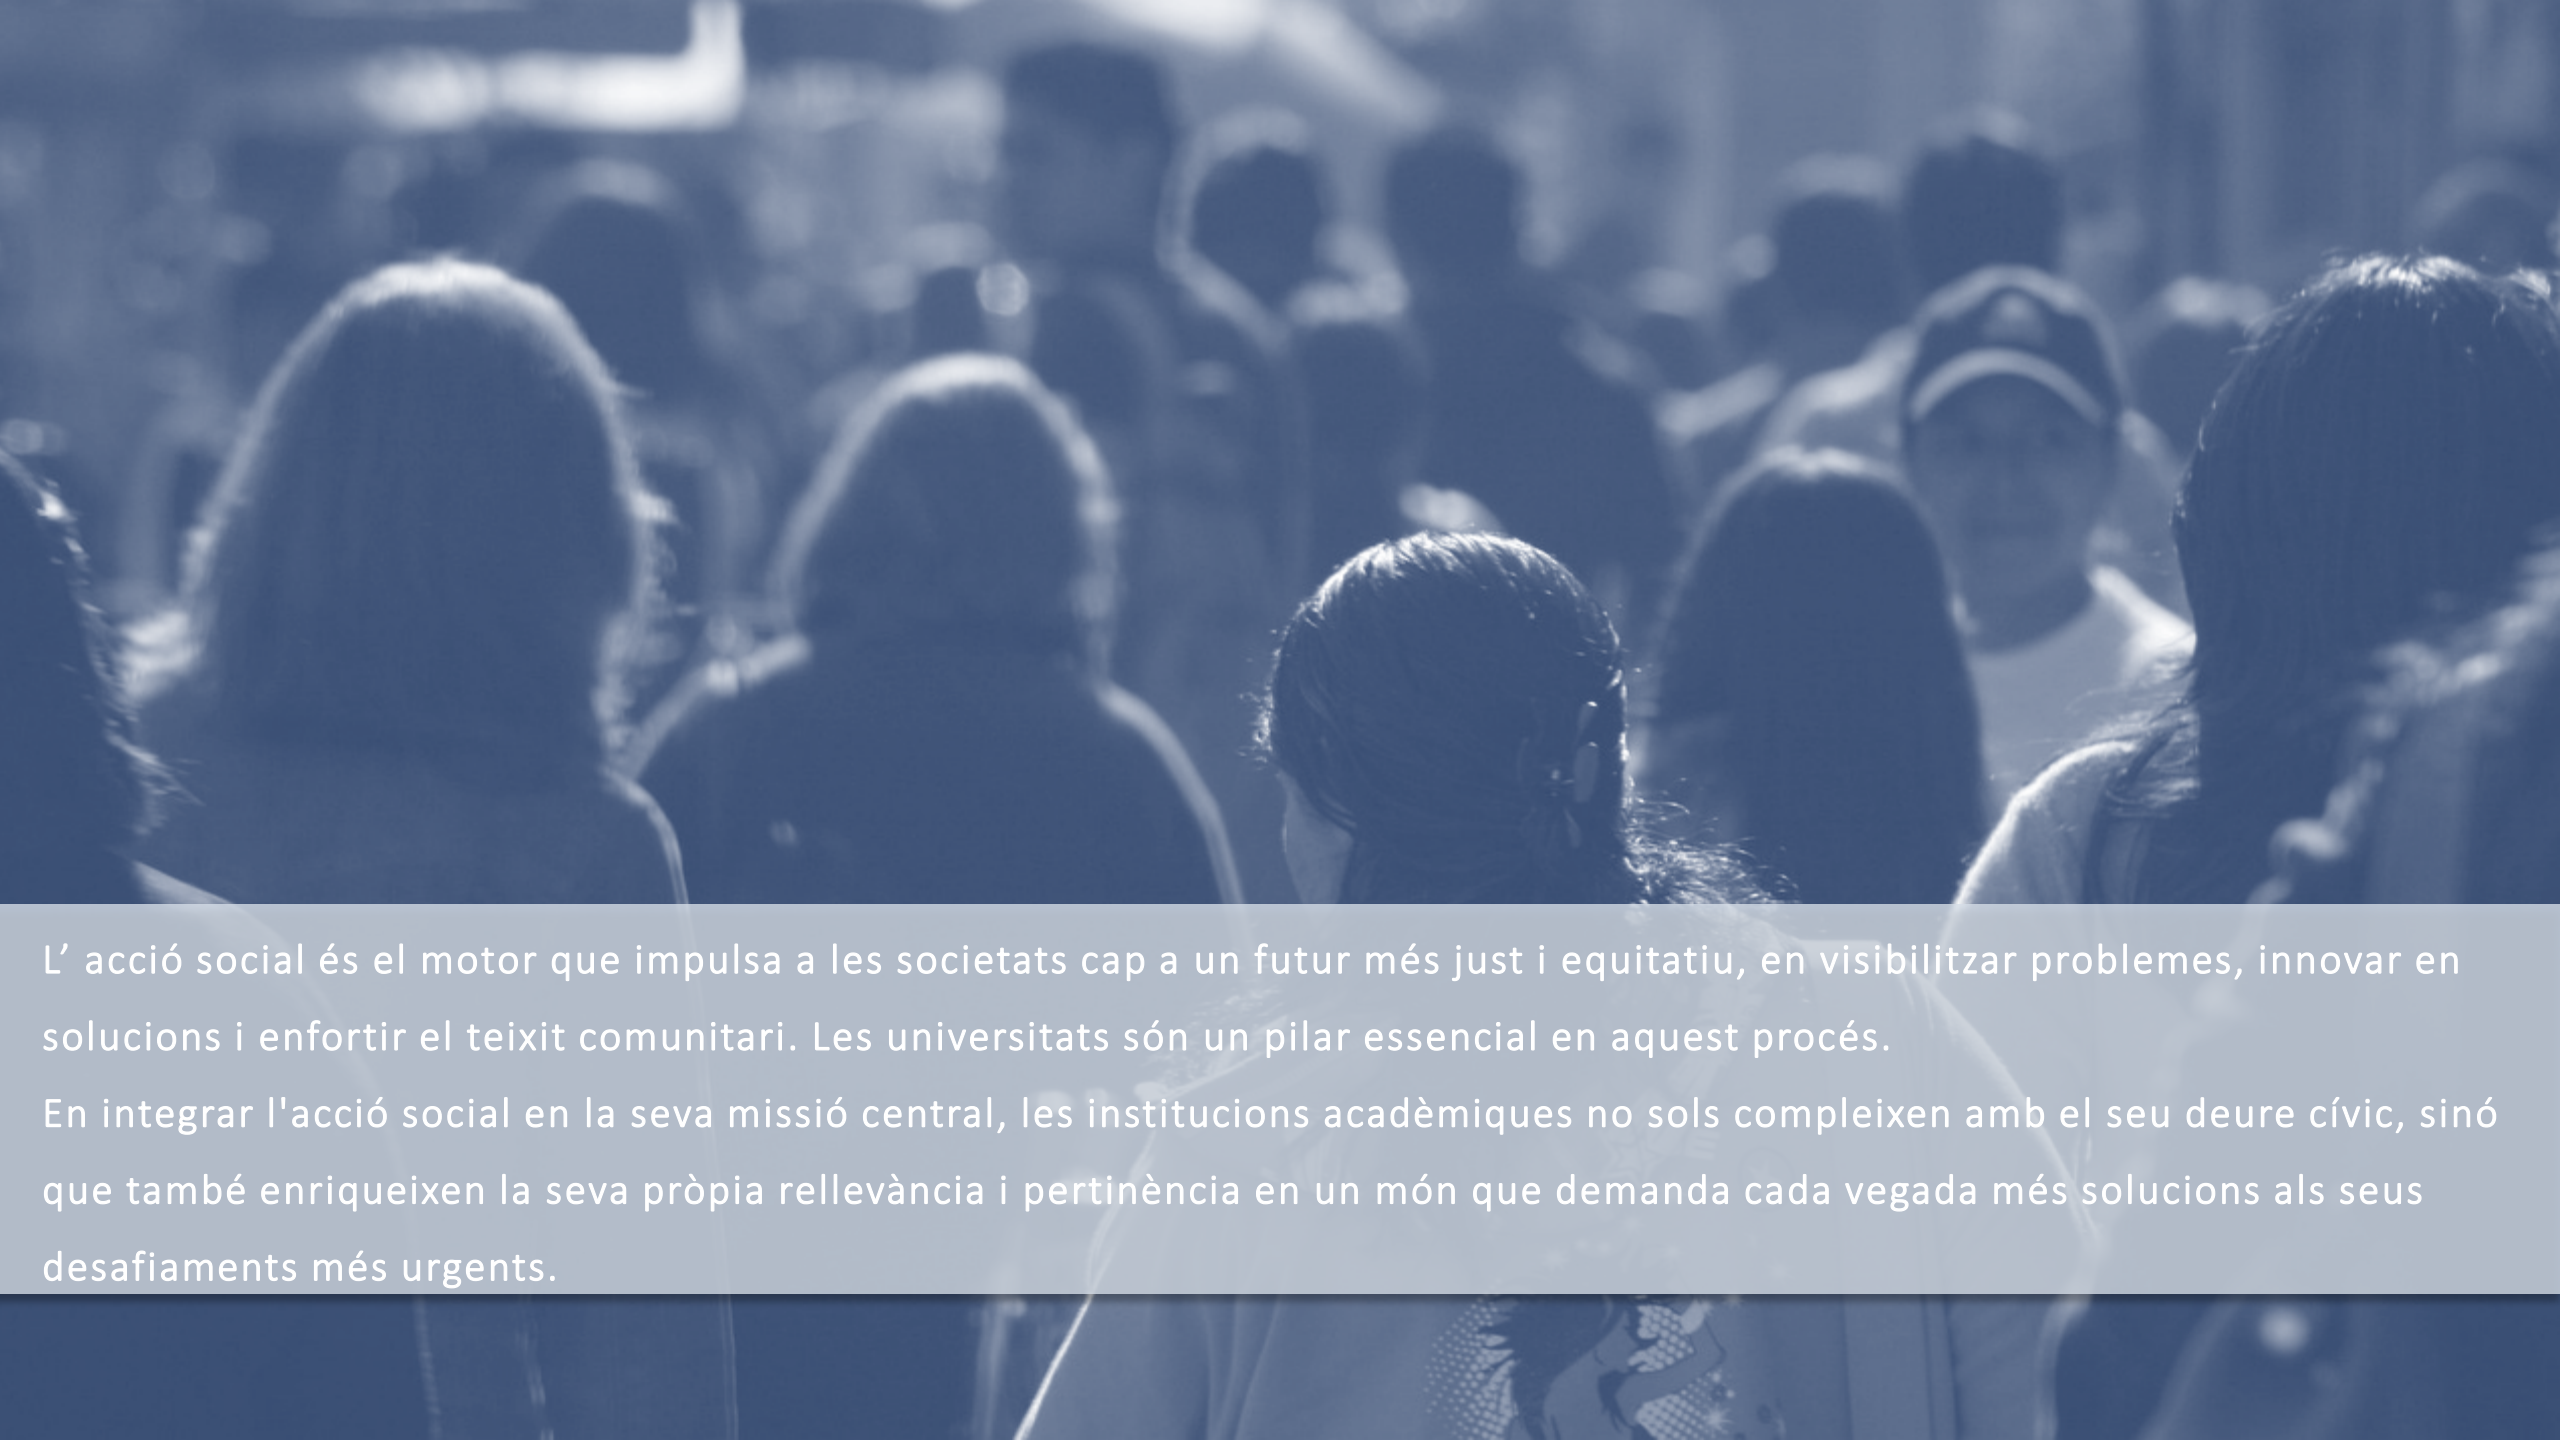 L’ acció social és el motor que impulsa a les societats cap a un futur més just i equitatiu, en visibilitzar problemes, innovar en
solucions i enfortir el teixit comunitari. Les universitats són un pilar essencial en aquest procés.
En integrar l'acció social en la seva missió central, les institucions acadèmiques no sols compleixen amb el seu deure cívic, sinó
que també enriqueixen la seva pròpia rellevància i pertinència en un món que demanda cada vegada més solucions als seus
desafiaments més urgents.